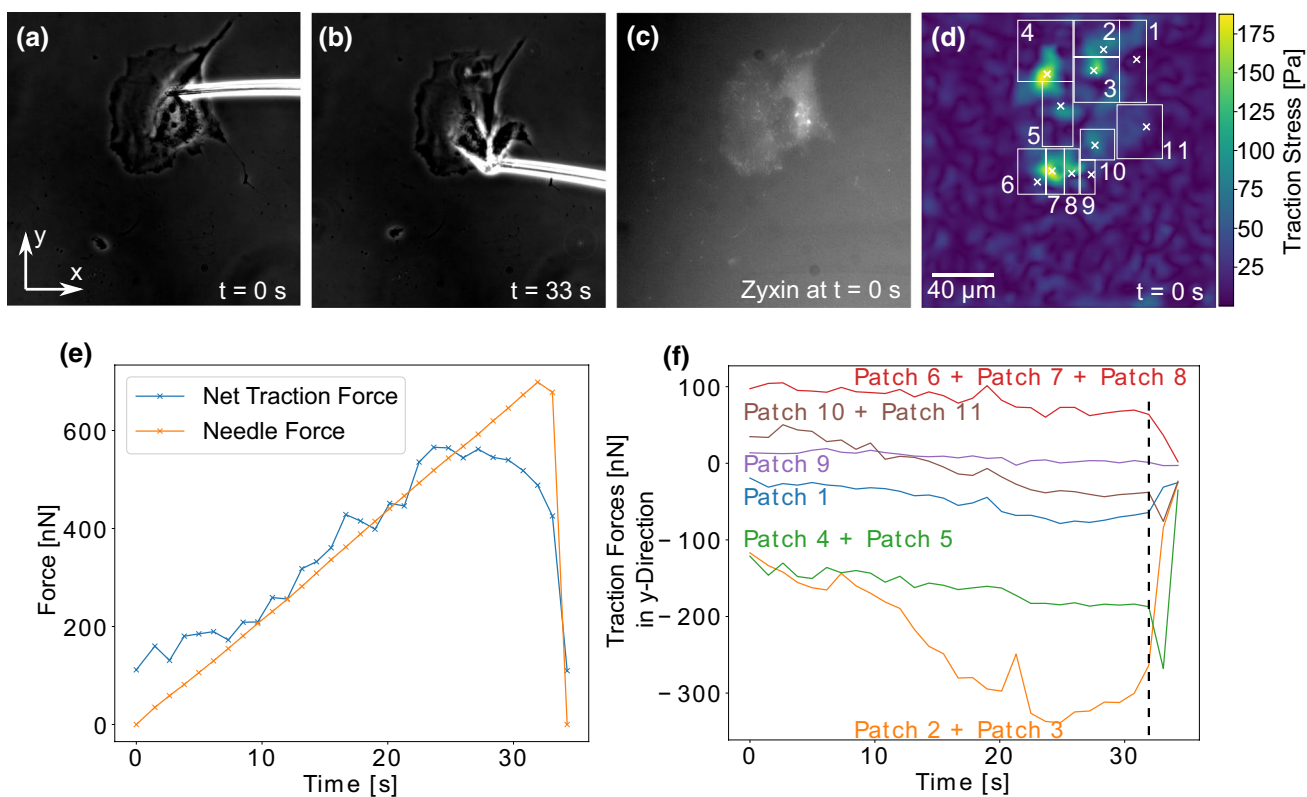 (a)
y
x
t = 0 s
(b)
t = 33 s
(c)
Zyxin at t = 0 s
(d)
4
2
1
3
5
11
10
6
7
8
9
40 µm
t = 0 s
175
150
125
100
75
50
25
Traction Stress [Pa]
(e)
Net Traction Force
Needle Force
600
400
200
0
Force [nN]
0
10
20
30
Time [s]
(f)
Patch 6 + Patch 7 + Patch 8
Patch 10 + Patch 11
Patch 9
Patch 1
Patch 4 + Patch 5
Patch 2 + Patch 3
100
0
−100
−200
−300
Traction Forces [nN]
in y-Direction
0
10
20
30
Time [s]